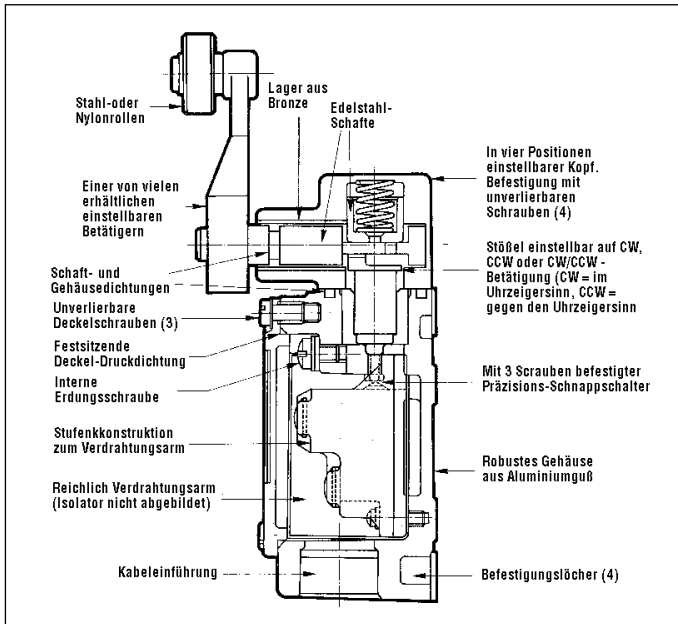 Stahl-oder
Nylonrollen
Lager aus
Bronze
Edelstahl-
Schafte
Einer von vielen
erhältlichen
einstellbaren
Betätigern
In vier Positionen
einstellbarer Kopf.
Befestigung mit
unverlierbaren
Schrauben (4)
Stößel einstellbar auf CW,
CCW oder CW/CCW -
Betätigung (CW = im
Uhrzeigersinn, CCW =
gegen den Uhrzeigersinn
Schaft- und
Gehäusedichtungen
Unverlierbare
Deckelschrauben (3)
Festsitzende
Deckel-Druckdichtung
Interne
Erdungsschraube
Mit 3 Scrauben befestigter
Präzisions-Schnappschalter
Stufenkkonstruktion
zum Verdrahtungsarm
Reichlich Verdrahtungsarm
(Isolator nicht abgebildet)
Robustes Gehäuse
aus Aluminiumguß
Kabeleinführung
Befestigungslöcher (4)